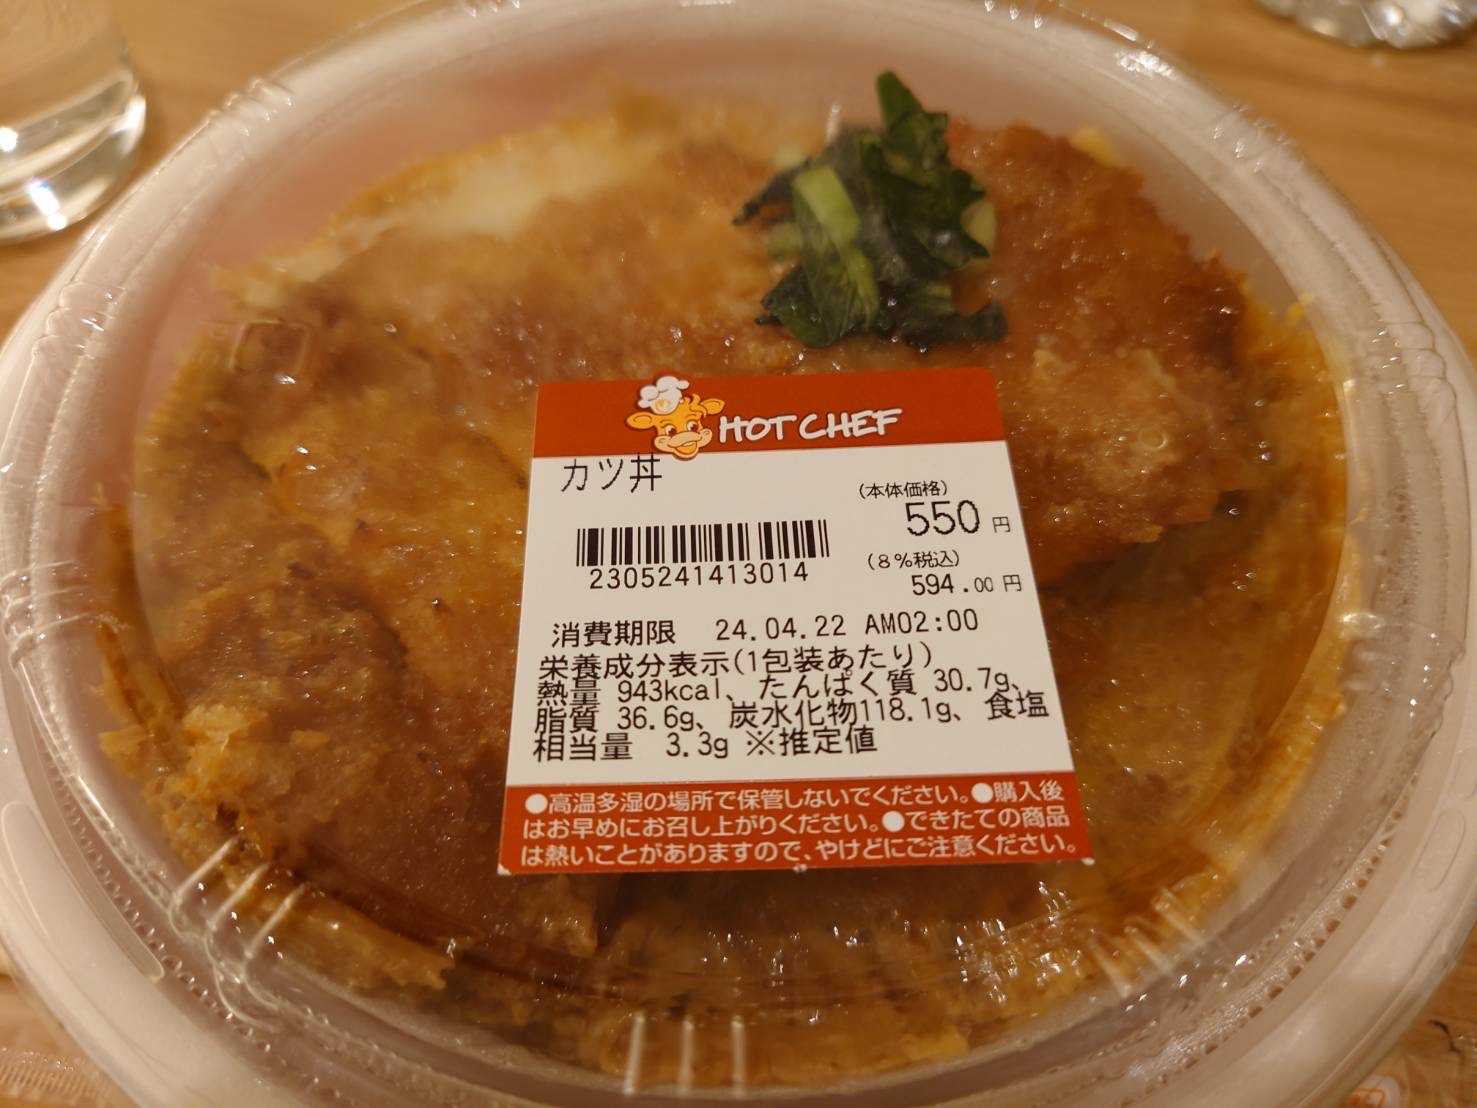 HOT CHEF
カツ丼
(本体価格)
550 円
2305241413014
(8%税込)
594.00 円
消費期限 24.04.22 AM02:00
栄養成分表示(1包装あたり)
熱量 943kcal、たんぱく質 30.7g、
脂質 36.6g、炭水化物118.1g、食塩
相当量 3.3g ※推定値
●高温多湿の場所で保管しないでください。●購入後
はお早めにお召し上がりください。●できたての商品
は熱いことがありますので、やけどにご注意ください。